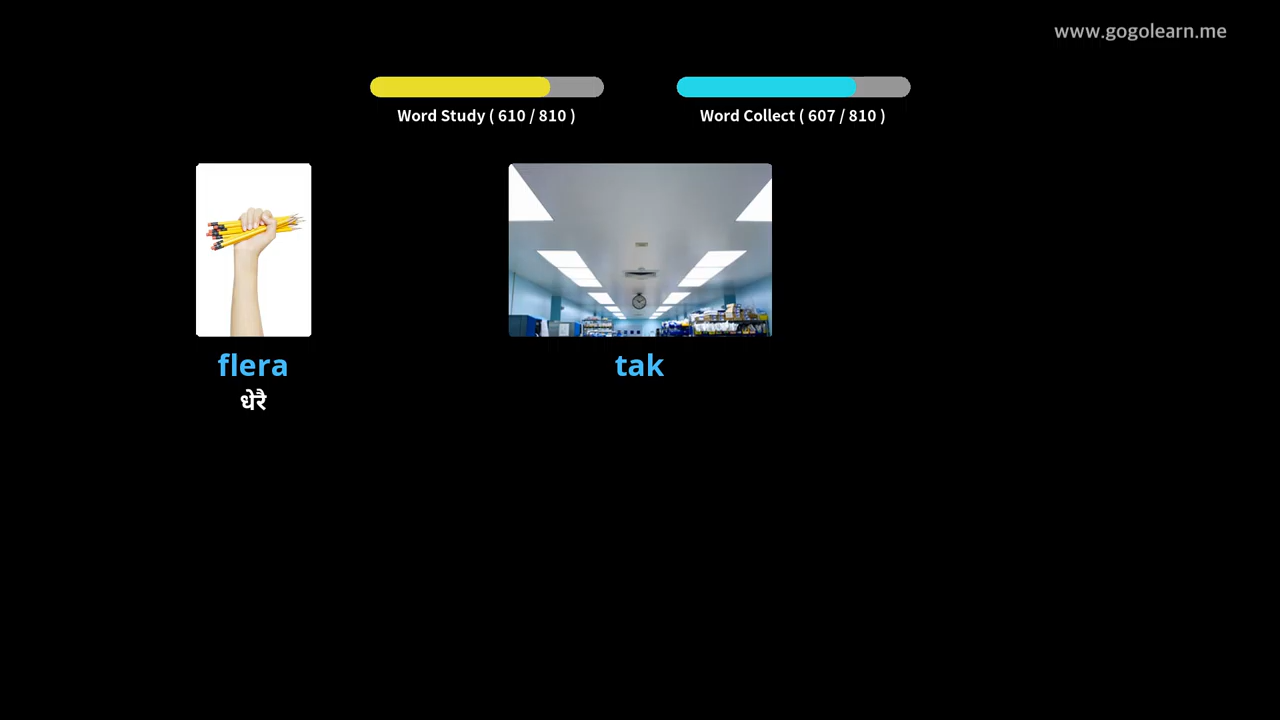 www.gogolearn.me
Word Study ( 610 / 810 )
Word Collect ( 607 / 810 )
flera
tak
धेरै